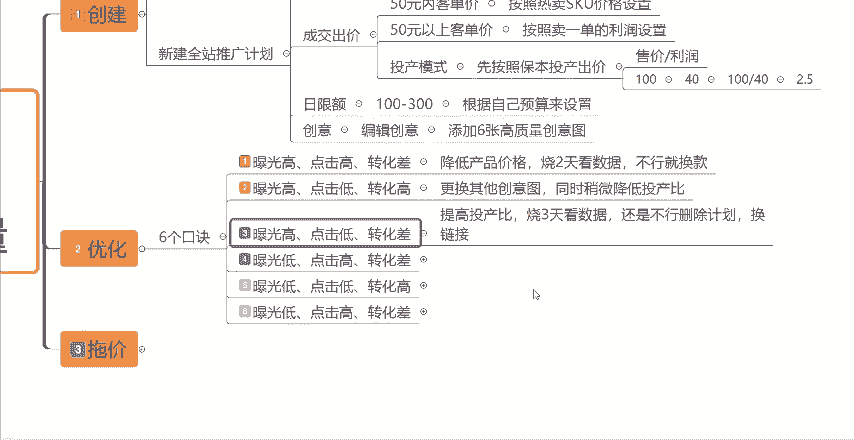 1 创建
50元内客单价 按照热卖SKU价格设置
成交出价
50元以上客单价 按照卖一单的利润设置
新建全站推广计划
售价/利润
投产模式 先按照保本投产出价
100 40 100/40 2.5
日限额 100-300 根据自己预算来设置
创意 编辑创意 添加6张高质量创意图
1 曝光高、点击高、转化差 降低产品价格，烧2天看数据，不行就换款
2 曝光高、点击低、转化高 更换其他创意图，同时稍微降低投产比
提高投产比，烧3天看数据，还是不行删除计划，换
链接
6个口诀
3 曝光高、点击低、转化差
2 优化
曝光低、点击高、转化差
5 曝光低、点击低、转化高
6 曝光低、点击高、转化差
3 拖价